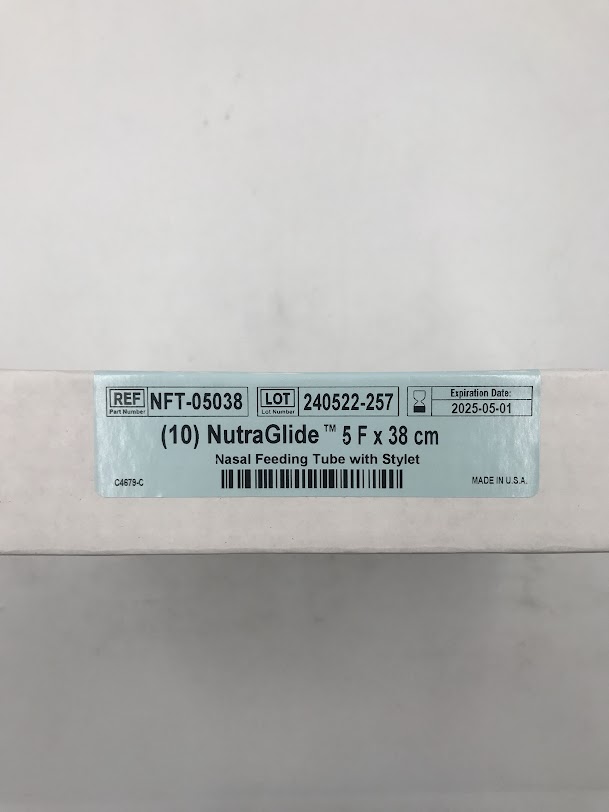 REF NFT-05038 LOT 240522-257 Expiration Date:
Part Number Lot Number 2025-05-01
(10) NutraGlide™ 5 F x 38 cm
Nasal Feeding Tube with Stylet
C4679-C MADE IN U.S.A.